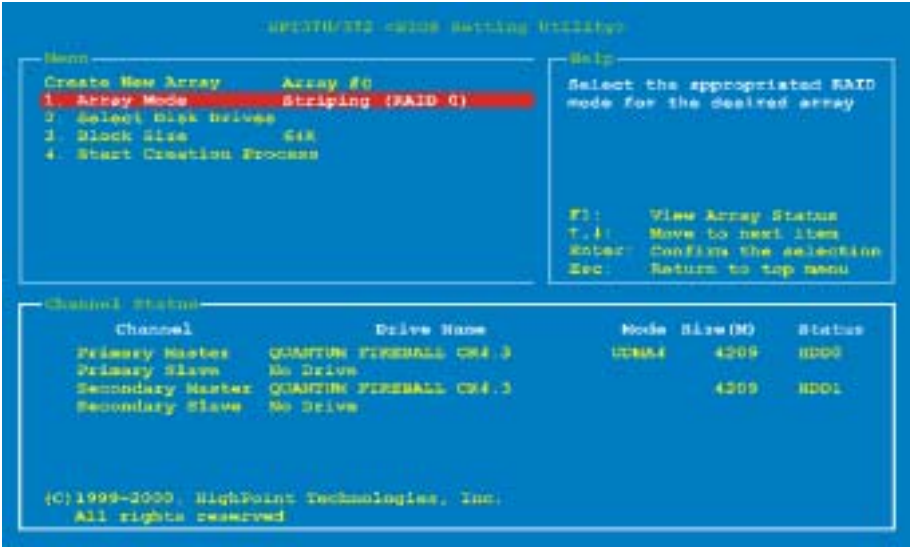 HPT370/372 <BIOS Setting Utility>
Menu
Create New Array Array #0
1. Array Mode Striping (RAID 0)
2. Select Disk Drives
3. Block Size 64K
4. Start Creation Process
Help
Select the appropriated RAID
mode for the desired array
F1: View Array Status
↑,↓: Move to next item
Enter: Confirm the selection
Esc: Return to top menu
Channel Status
Channel Drive Name Mode Size(M) Status
Primary Master QUANTUM FIREBALL CR4.3 UDMA4 4209 HDD0
Primary Slave No Drive
Secondary Master QUANTUM FIREBALL CR4.3 4209 HDD1
Secondary Slave No Drive
(C)1999-2000. HighPoint Technologies, Inc.
All rights reserved